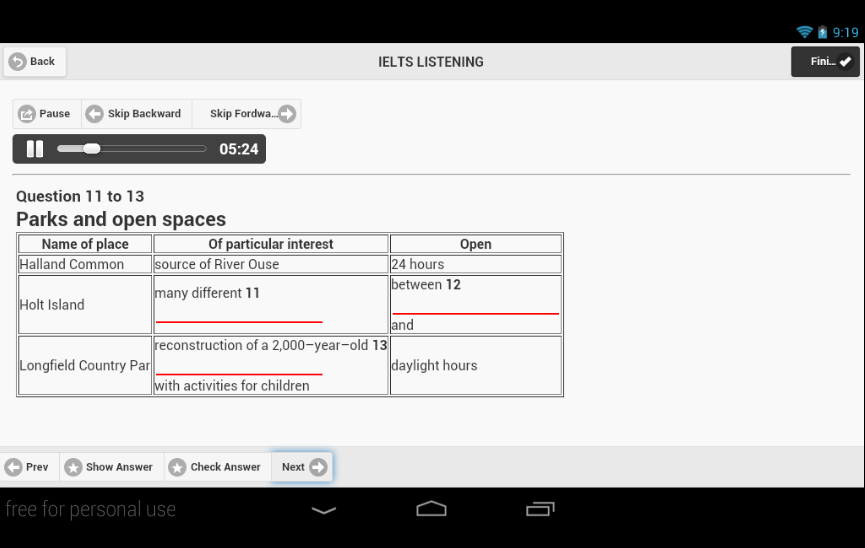 9:19
Back
IELTS LISTENING
Fini...
Pause
Skip Backward
Skip Fordwa...
05:24
Question 11 to 13
Parks and open spaces
Name of place Of particular interest Open
Halland Common source of River Ouse 24 hours
Holt Island many different 11 between 12
and
Longfield Country Par reconstruction of a 2,000-year-old 13
with activities for children daylight hours
Prev
Show Answer
Check Answer
Next
free for personal use